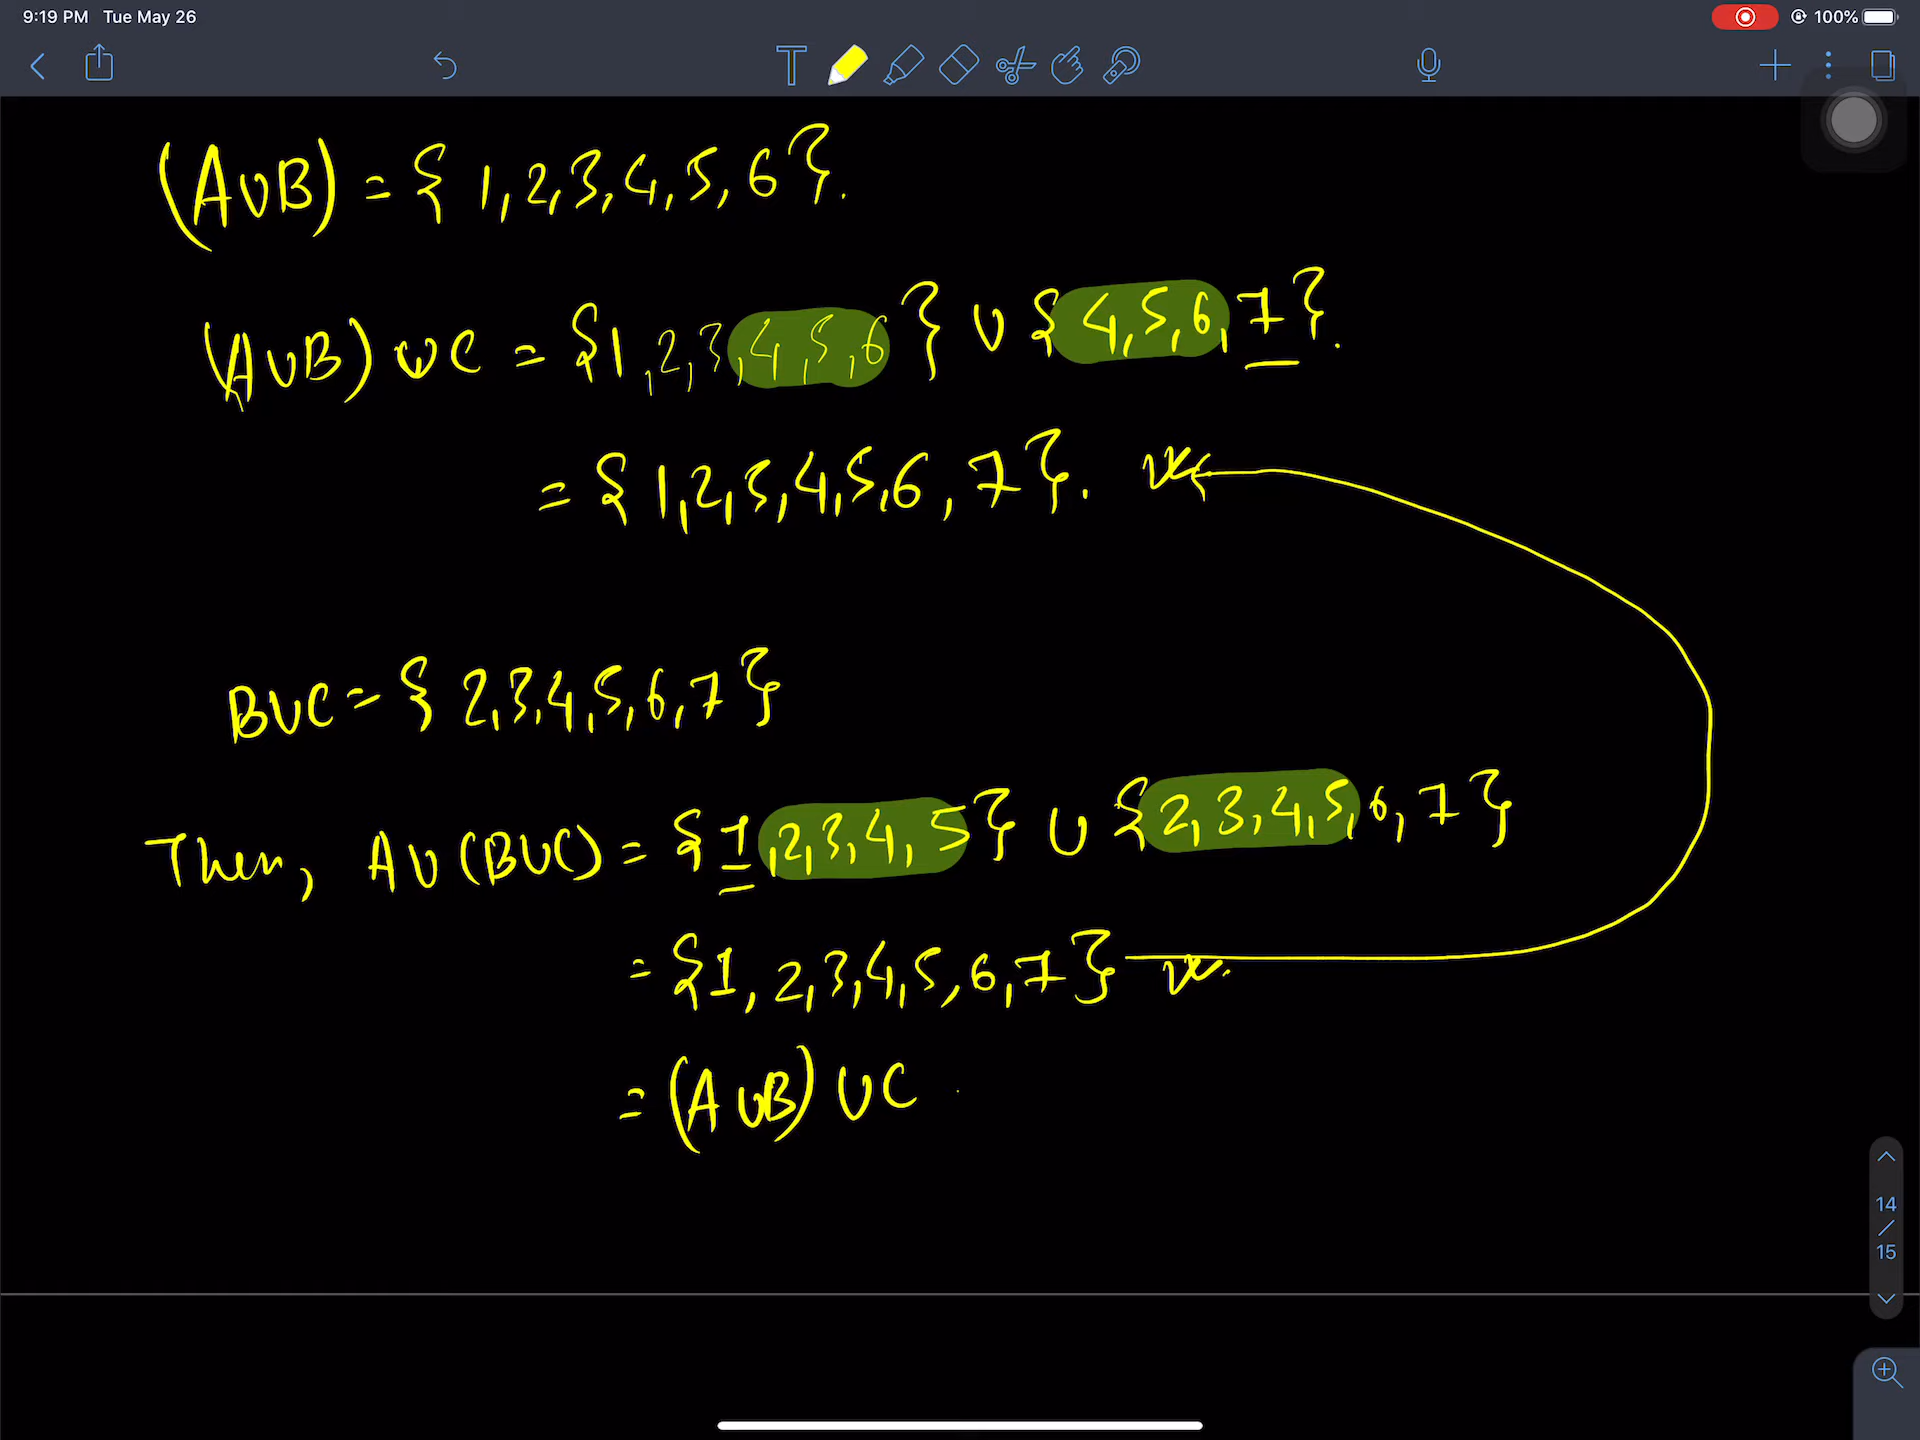 9:19 PM Tue May 26
100%
(A∪B) = { 1,2,3,4,5,6}.
(A∪B) ∪ C = {1,2,3,4,5,6} ∪ {4,5,6,7}.
= {1,2,3,4,5,6,7}.
B∪C = { 2,3,4,5,6,7}
Then, A∪(B∪C) = {1,2,3,4,5} ∪ {2,3,4,5,6,7}
= {1,2,3,4,5,6,7}
= (A∪B) ∪ C
14
/
15